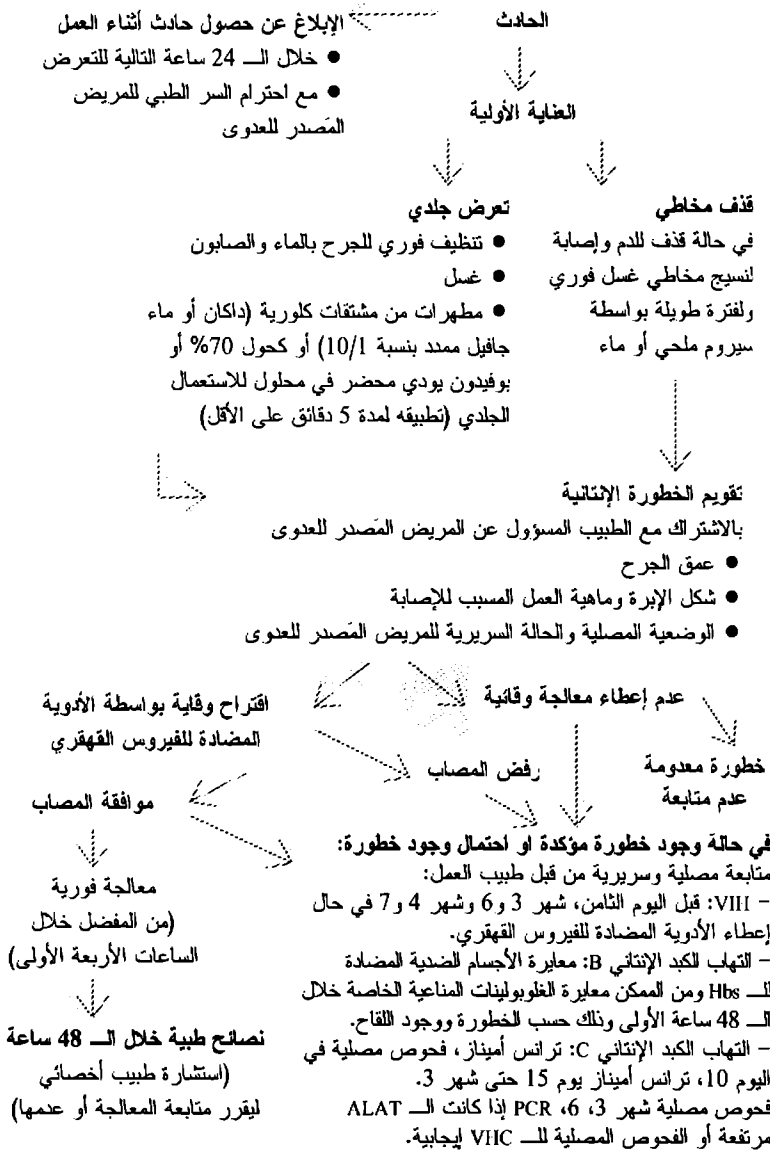 الحادث
الإبلاغ عن حصول حادث أثناء العمل
● خلال الـــ 24 ساعة التالية للتعرض
● مع احترام السر الطبي للمريض
المَصدر للعدوى
العناية الأولية
قذف مخاطي
في حالة قذف للدم وإصابة
لنسيج مخاطي غسل فوري
ولفترة طويلة بواسطة
سيروم ملحي أو ماء
تعرض جلدي
● تنظيف فوري للجرح بالماء والصابون
● غسل
● مطهرات من مشتقات كلورية (داكان أو ماء
جافيل ممدد بنسبة 10/1) أو كحول 70% أو
بوفيدون يودي محضر في محلول للاستعمال
الجلدي (تطبيقه لمدة 5 دقائق على الأقل)
تقويم الخطورة الإنتانية
بالاشتراك مع الطبيب المسؤول عن المريض المَصدر للعدوى
● عمق الجرح
● شكل الإبرة وماهية العمل المسبب للإصابة
● الوضعية المصلية والحالة السريرية للمريض المَصدر للعدوى
عدم إعطاء معالجة وقائية
خطورة معدومة
عدم متابعة
اقتراح وقاية بواسطة الأدوية
المضادة للفيروس القهقري
رفض المصاب
موافقة المصاب
معالجة فورية
(من المفضل خلال
الساعات الأربعة الأولى)
نصائح طبية خلال الـــ 48 ساعة
(استشارة طبيب أخصائي
ليقرر متابعة المعالجة أو عدمها)
في حالة وجود خطورة مؤكدة او احتمال وجود خطورة:
متابعة مصلية وسريرية من قبل طبيب العمل:
– VIH: قبل اليوم الثامن، شهر 3 و6 وشهر 4 و7 في حال
إعطاء الأدوية المضادة للفيروس القهقري.
– التهاب الكبد الإنتاني B: معايرة الأجسام الضدية المضادة
للـــ Hbs ومن الممكن معايرة الغلوبولينات المناعية الخاصة خلال
الـــ 48 ساعة الأولى وذلك حسب الخطورة ووجود اللقاح.
– التهاب الكبد الإنتاني C: ترانس أميناز، فحوص مصلية في
اليوم 10، ترانس أميناز يوم 15 حتى شهر 3.
فحوص مصلية شهر 3، 6، PCR إذا كانت الـــ ALAT
مرتفعة أو الفحوص المصلية للـــ VHC إيجابية.